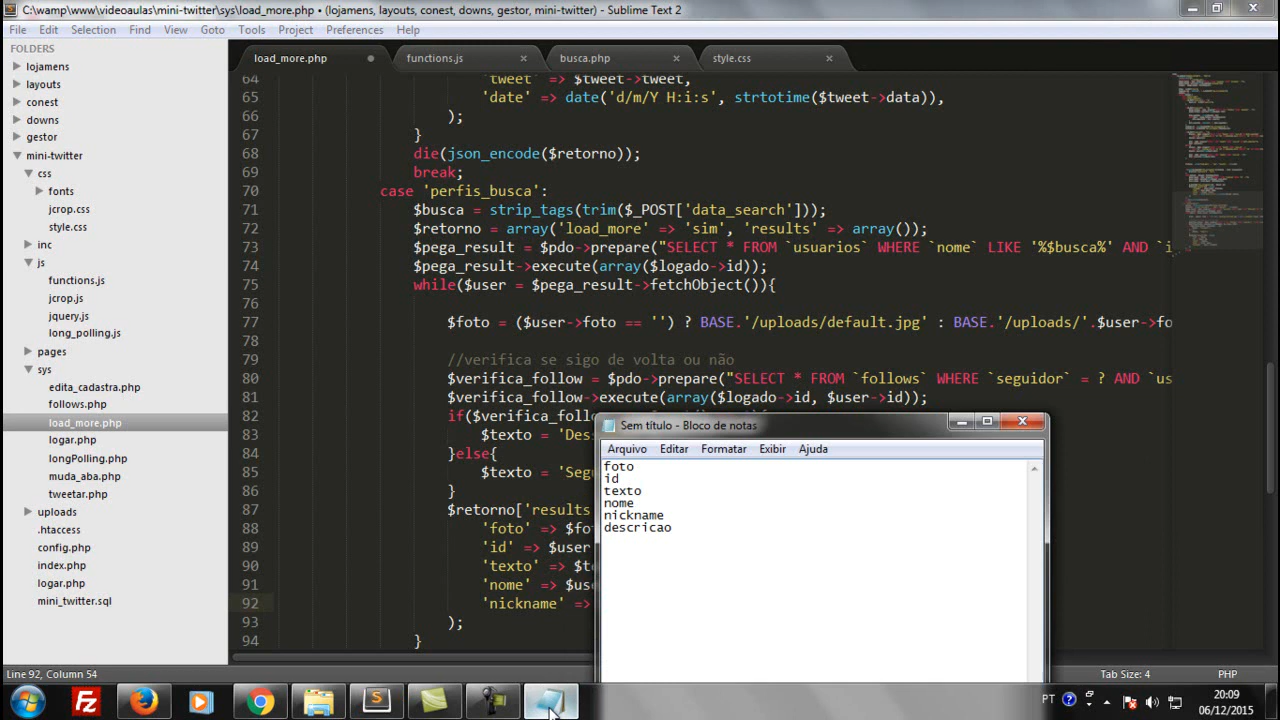 C:\wamp\www\videoaulas\mini-twitter\sys\load_more.php • (lojamens, layouts, conest, downs, gestor, mini-twitter) - Sublime Text 2
File Edit Selection Find View Goto Tools Project Preferences Help
FOLDERS
lojamens
layouts
conest
downs
gestor
mini-twitter
css
fonts
jcrop.css
style.css
inc
js
functions.js
jcrop.js
jquery.js
long_polling.js
pages
sys
edita_cadastra.php
follows.php
load_more.php
logar.php
longPolling.php
muda_aba.php
tweetar.php
uploads
.htaccess
config.php
index.php
logar.php
mini_twitter.sql
load_more.php functions.js busca.php style.css
64 'tweet' => $tweet->tweet,
65 'date' => date('d/m/Y H:i:s', strtotime($tweet->data)),
66 );
67 }
68 die(json_encode($retorno));
69 break;
70 case 'perfis_busca':
71 $busca = strip_tags(trim($_POST['data_search']));
72 $retorno = array('load_more' => 'sim', 'results' => array());
73 $pega_result = $pdo->prepare("SELECT * FROM `usuarios` WHERE `nome` LIKE '%$busca%' AND `i
74 $pega_result->execute(array($logado->id));
75 while($user = $pega_result->fetchObject()){
76
77 $foto = ($user->foto == '') ? BASE.'/uploads/default.jpg' : BASE.'/uploads/'.$user->fo
78
79 //verifica se sigo de volta ou não
80 $verifica_follow = $pdo->prepare("SELECT * FROM `follows` WHERE `seguidor` = ? AND `us
81 $verifica_follow->execute(array($logado->id, $user->id));
82 if($verifica_follo
83 $texto = 'Des
84 }else{
85 $texto = 'Seg
86 }
87 $retorno['results
88 'foto' => $fot
89 'id' => $user
90 'texto' => $te
91 'nome' => $use
92 'nickname' =>
93 );
94 }
Sem título - Bloco de notas
Arquivo Editar Formatar Exibir Ajuda
foto
id
texto
nome
nickname
descricao
Line 92, Column 54 Tab Size: 4 PHP
PT 20:09
06/12/2015